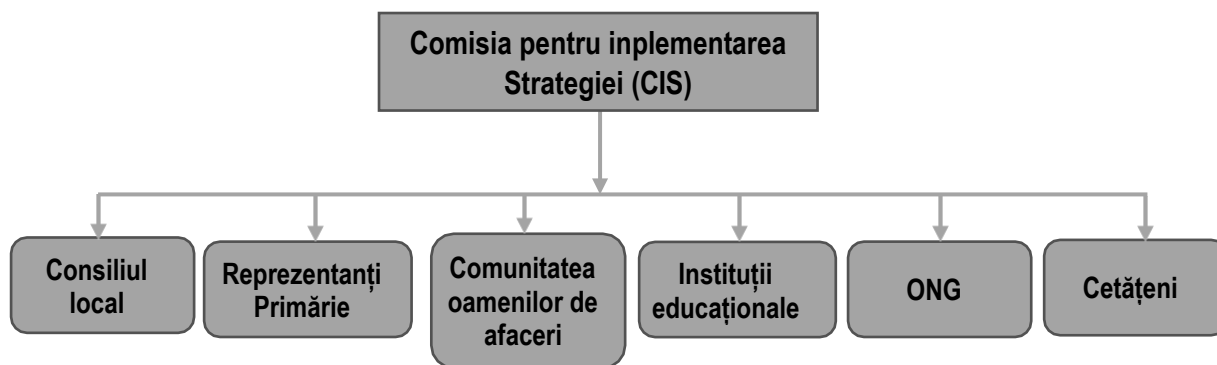 Comisia pentru inplementarea
Strategiei (CIS)
Consiliul
local
Reprezentanți
Primărie
Comunitatea
oamenilor de
afaceri
Instituții
educaționale
ONG
Cetățeni